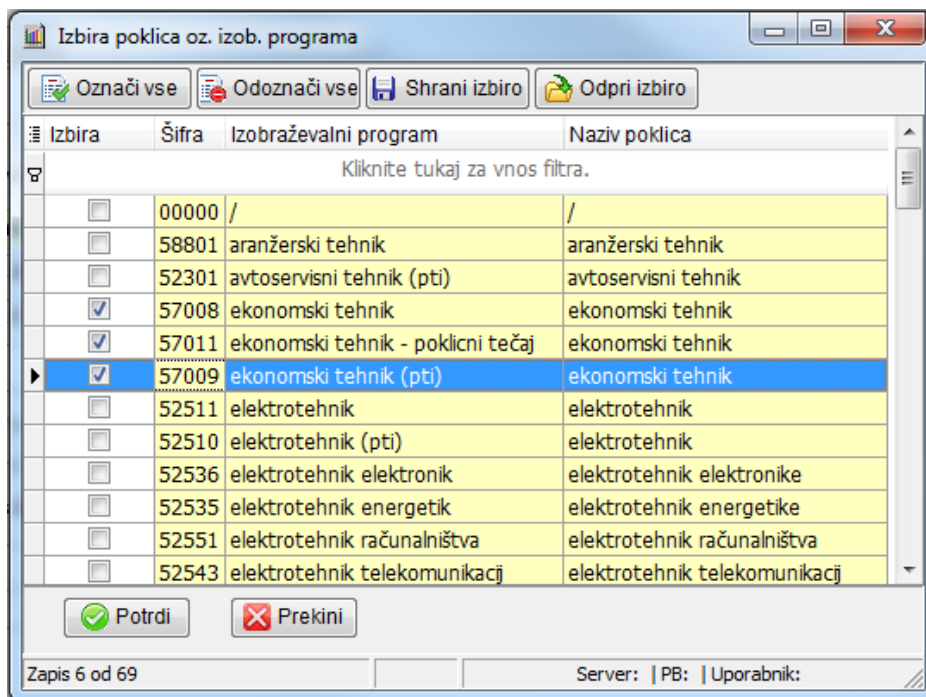 Izbira poklica oz. izob. programa
Označi vse Odoznači vse Shrani izbiro Odpri izbiro
Izbira Šifra Izobraževalni program Naziv poklica
Kliknite tukaj za vnos filtra.
00000 / /
58801 aranžerski tehnik aranžerski tehnik
52301 avtoservisni tehnik (pti) avtoservisni tehnik
57008 ekonomski tehnik ekonomski tehnik
57011 ekonomski tehnik - poklicni tečaj ekonomski tehnik
57009 ekonomski tehnik (pti) ekonomski tehnik
52511 elektrotehnik elektrotehnik
52510 elektrotehnik (pti) elektrotehnik
52536 elektrotehnik elektronik elektrotehnik elektronike
52535 elektrotehnik energetik elektrotehnik energetike
52551 elektrotehnik računalništva elektrotehnik računalništva
52543 elektrotehnik telekomunikacij elektrotehnik telekomunikacij
Potrdi Prekini
Zapis 6 od 69 Server: | PB: | Uporabnik: